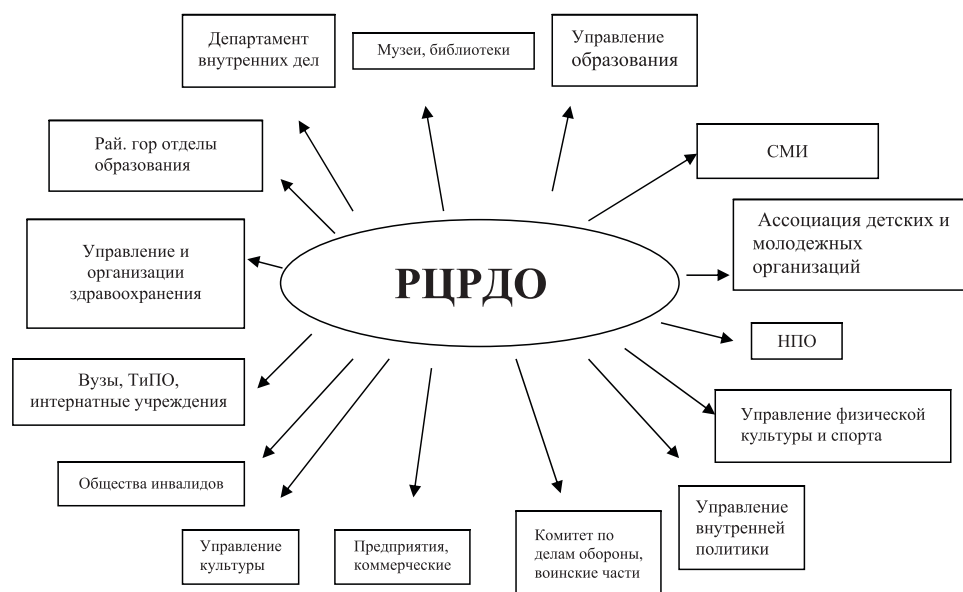 Департамент
внутренних дел
Музеи, библиотеки
Управление
образования
Рай. гор отделы
образования
СМИ
Управление и
организации
здравоохранения
РЦРДО
Ассоциация детских и
молодежных
организаций
НПО
Вузы, ТиПО,
интернатные учреждения
Управление физической
культуры и спорта
Общества инвалидов
Управление
культуры
Предприятия,
коммерческие
Комитет по
делам обороны,
воинские части
Управление
внутренней
политики